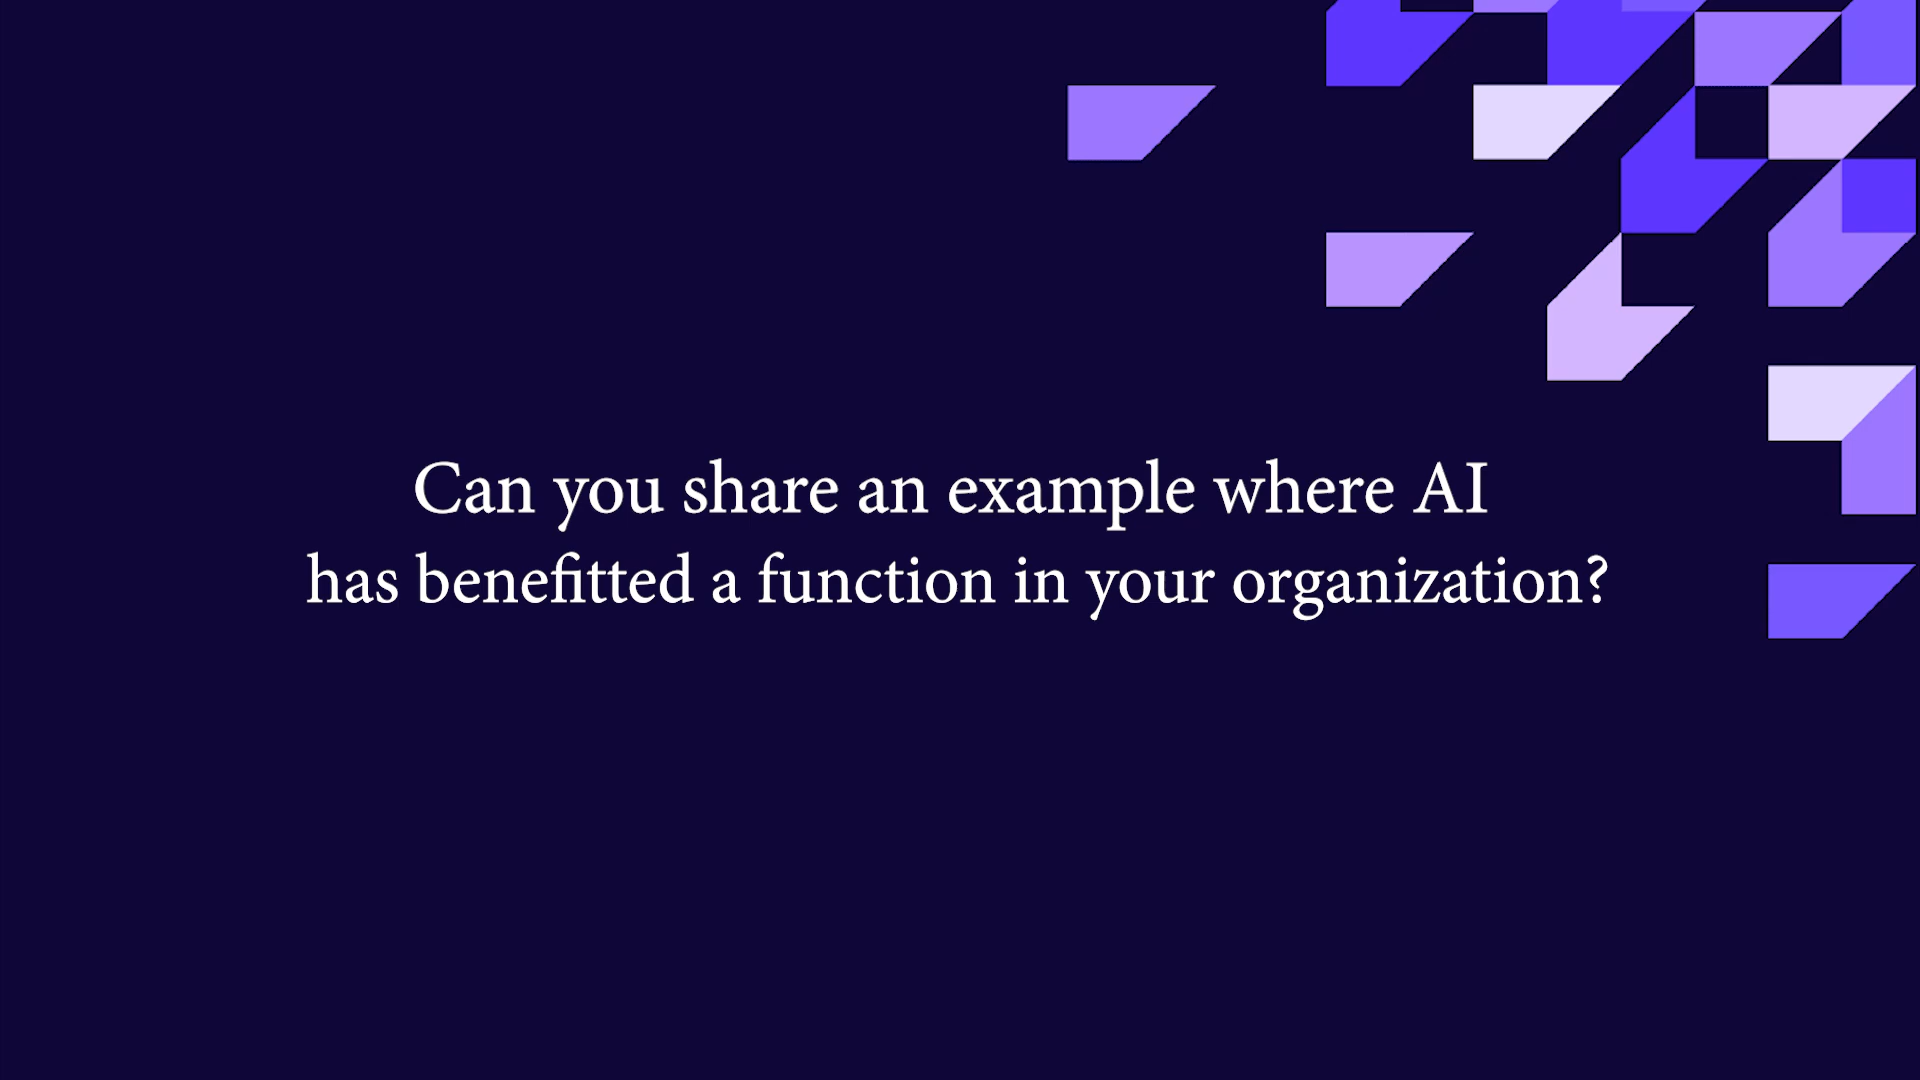 Can you share an example where AI
has benefitted a function in your organization?